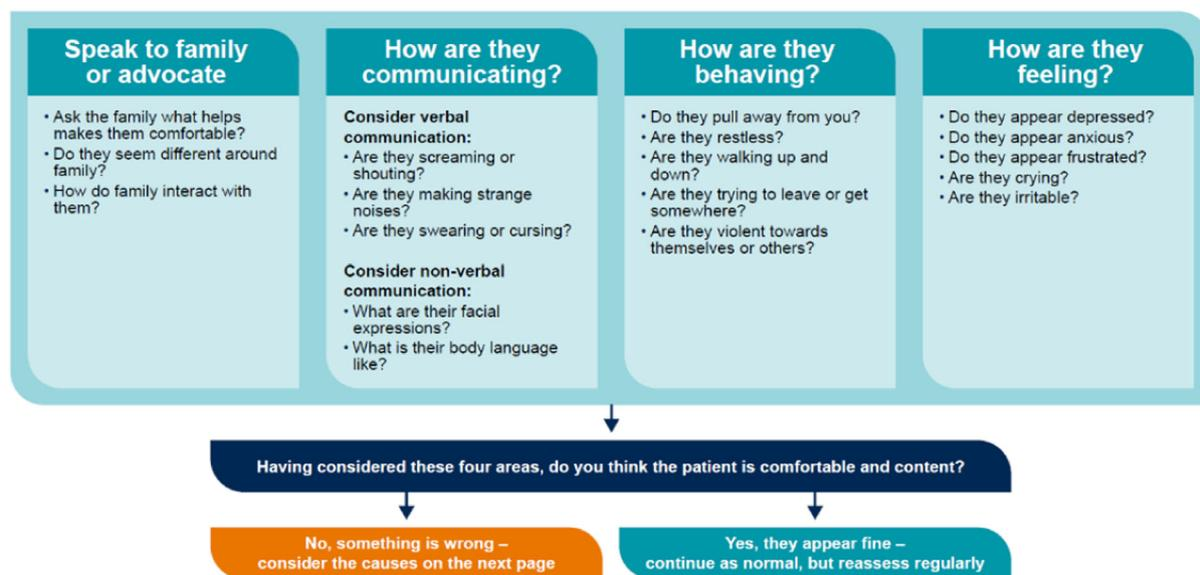 Speak to family
or advocate
• Ask the family what helps
makes them comfortable?
• Do they seem different around
family?
• How do family interact with
them?
How are they
communicating?
Consider verbal
communication:
• Are they screaming or
shouting?
• Are they making strange
noises?
• Are they swearing or cursing?
Consider non-verbal
communication:
• What are their facial
expressions?
• What is their body language
like?
How are they
behaving?
• Do they pull away from you?
• Are they restless?
• Are they walking up and
down?
• Are they trying to leave or get
somewhere?
• Are they violent towards
themselves or others?
How are they
feeling?
• Do they appear depressed?
• Do they appear anxious?
• Do they appear frustrated?
• Are they crying?
• Are they irritable?
Having considered these four areas, do you think the patient is comfortable and content?
No, something is wrong –
consider the causes on the next page
Yes, they appear fine –
continue as normal, but reassess regularly